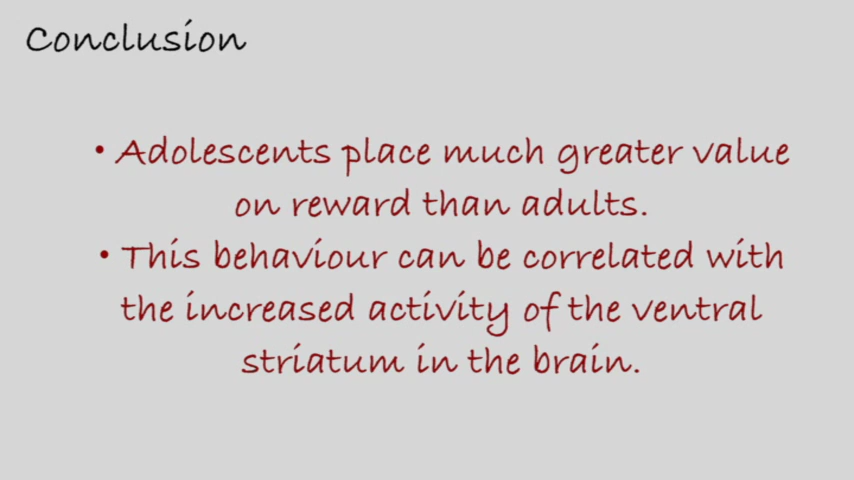 Conclusion
• Adolescents place much greater value
on reward than adults.
• This behaviour can be correlated with
the increased activity of the ventral
striatum in the brain.